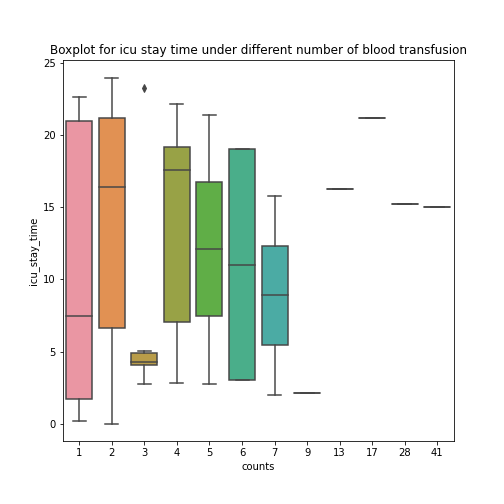 Boxplot for icu stay time under different number of blood transfusion
25
20
15
10
5
0
icu_stay_time
1 2 3 4 5 6 7 9 13 17 28 41
counts